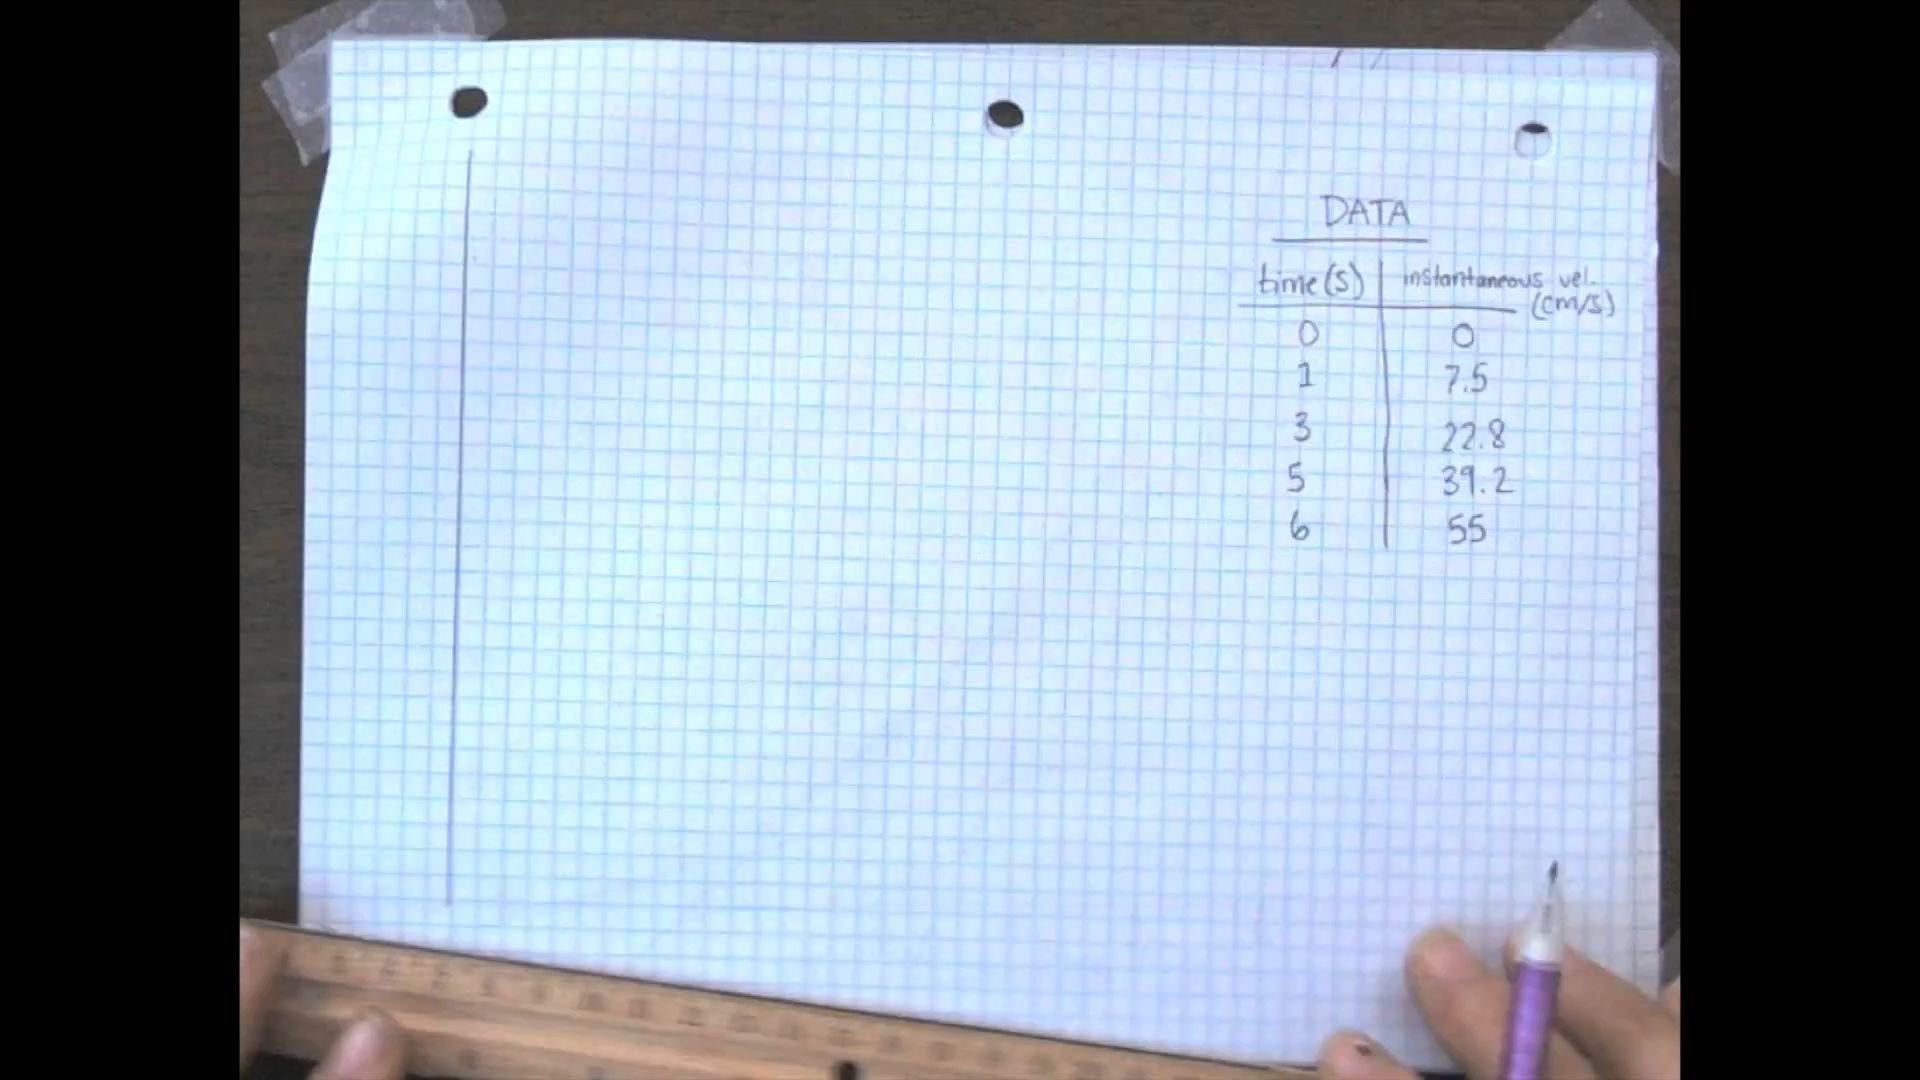 DATA
time(s) instantaneous vel. (cm/s)
0 0
1 7.5
3 22.8
5 39.2
6 55